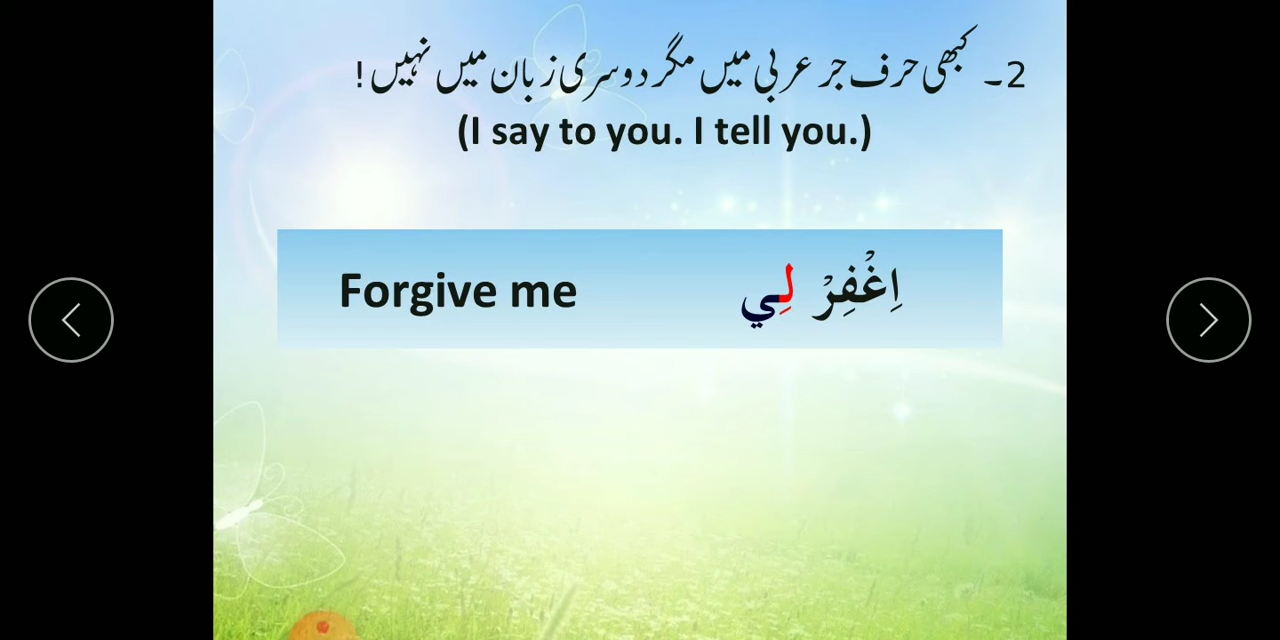 2۔ کبھی حرف جر عربی میں مگر دوسری زبان میں نہیں!
(I say to you. I tell you.)
Forgive me اِغْفِرْ لِي